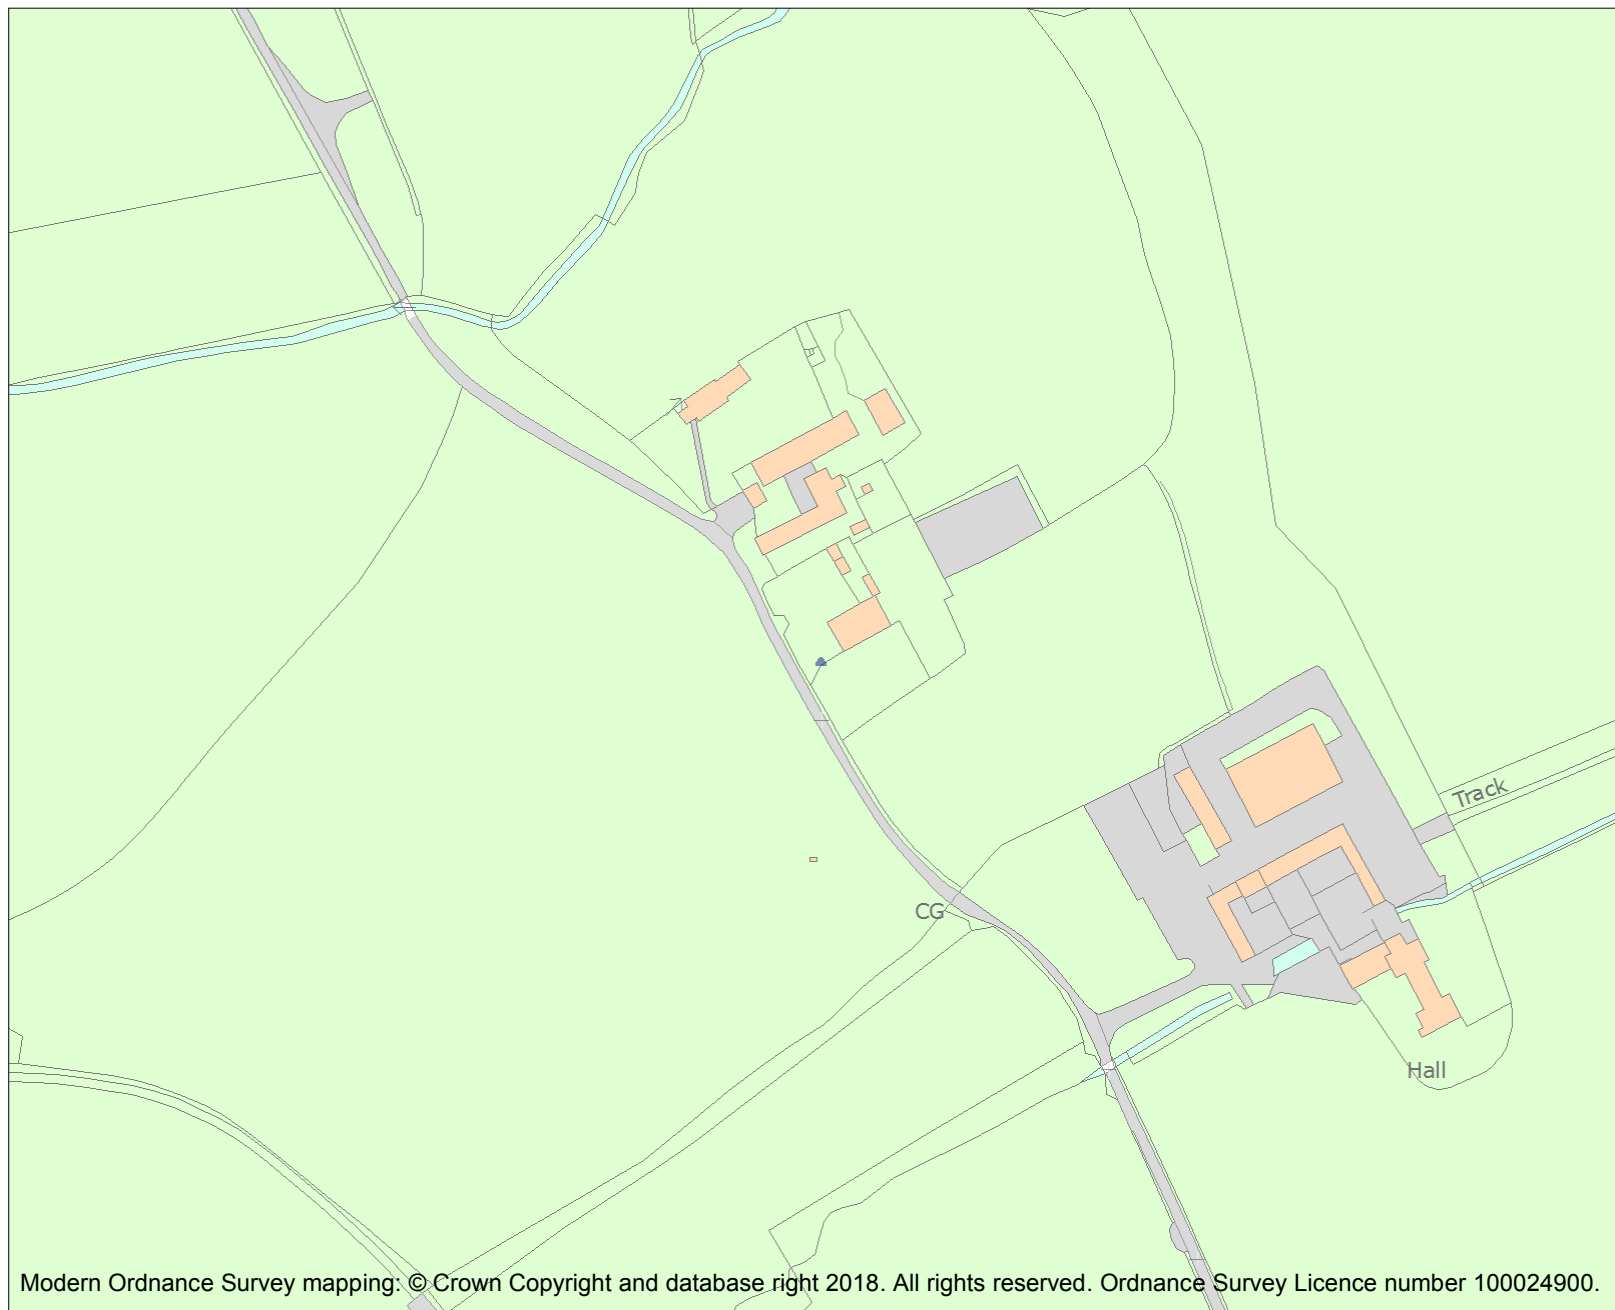 Track
CG
Hall
Modern Ordnance Survey mapping: © Crown Copyright and database right 2018. All rights reserved. Ordnance Survey Licence number 100024900.